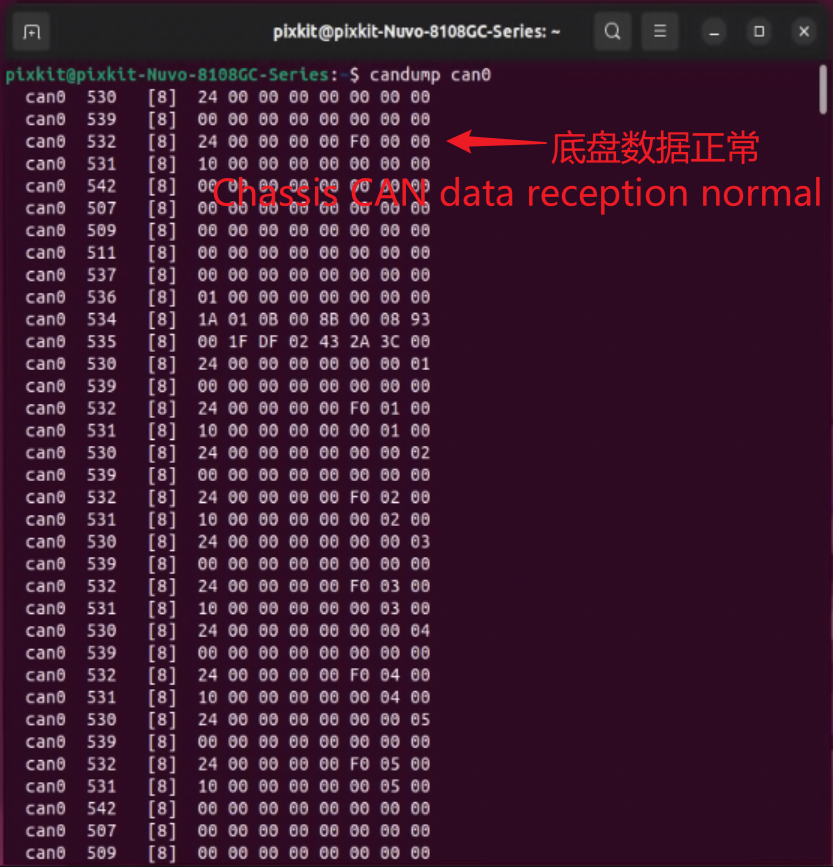 pixkit@pixkit-Nuvo-8108GC-Series: ~
pixkit@pixkit-Nuvo-8108GC-Series:~$ candump can0
can0 530 [8] 24 00 00 00 00 00 00 00
can0 539 [8] 00 00 00 00 00 00 00 00
can0 532 [8] 24 00 00 00 00 F0 00 00
底盘数据正常
can0 531 [8] 10 00 00 00 00 00 00 00
can0 542 [8] 00 00 00 00 00 00 00 00
Chassis CAN data reception normal
can0 507 [8] 00 00 00 00 00 00 00 00
can0 509 [8] 00 00 00 00 00 00 00 00
can0 511 [8] 00 00 00 00 00 00 00 00
can0 537 [8] 00 00 00 00 00 00 00 00
can0 536 [8] 01 00 00 00 00 00 00 00
can0 534 [8] 1A 01 0B 00 8B 00 08 93
can0 535 [8] 00 1F DF 02 43 2A 3C 00
can0 530 [8] 24 00 00 00 00 00 00 01
can0 539 [8] 00 00 00 00 00 00 00 00
can0 532 [8] 24 00 00 00 00 F0 01 00
can0 531 [8] 10 00 00 00 00 00 01 00
can0 530 [8] 24 00 00 00 00 00 00 02
can0 539 [8] 00 00 00 00 00 00 00 00
can0 532 [8] 24 00 00 00 00 F0 02 00
can0 531 [8] 10 00 00 00 00 00 02 00
can0 530 [8] 24 00 00 00 00 00 00 03
can0 539 [8] 00 00 00 00 00 00 00 00
can0 532 [8] 24 00 00 00 00 F0 03 00
can0 531 [8] 10 00 00 00 00 00 03 00
can0 530 [8] 24 00 00 00 00 00 00 04
can0 539 [8] 00 00 00 00 00 00 00 00
can0 532 [8] 24 00 00 00 00 F0 04 00
can0 531 [8] 10 00 00 00 00 00 04 00
can0 530 [8] 24 00 00 00 00 00 00 05
can0 539 [8] 00 00 00 00 00 00 00 00
can0 532 [8] 24 00 00 00 00 F0 05 00
can0 531 [8] 10 00 00 00 00 00 05 00
can0 542 [8] 00 00 00 00 00 00 00 00
can0 507 [8] 00 00 00 00 00 00 00 00
can0 509 [8] 00 00 00 00 00 00 00 00